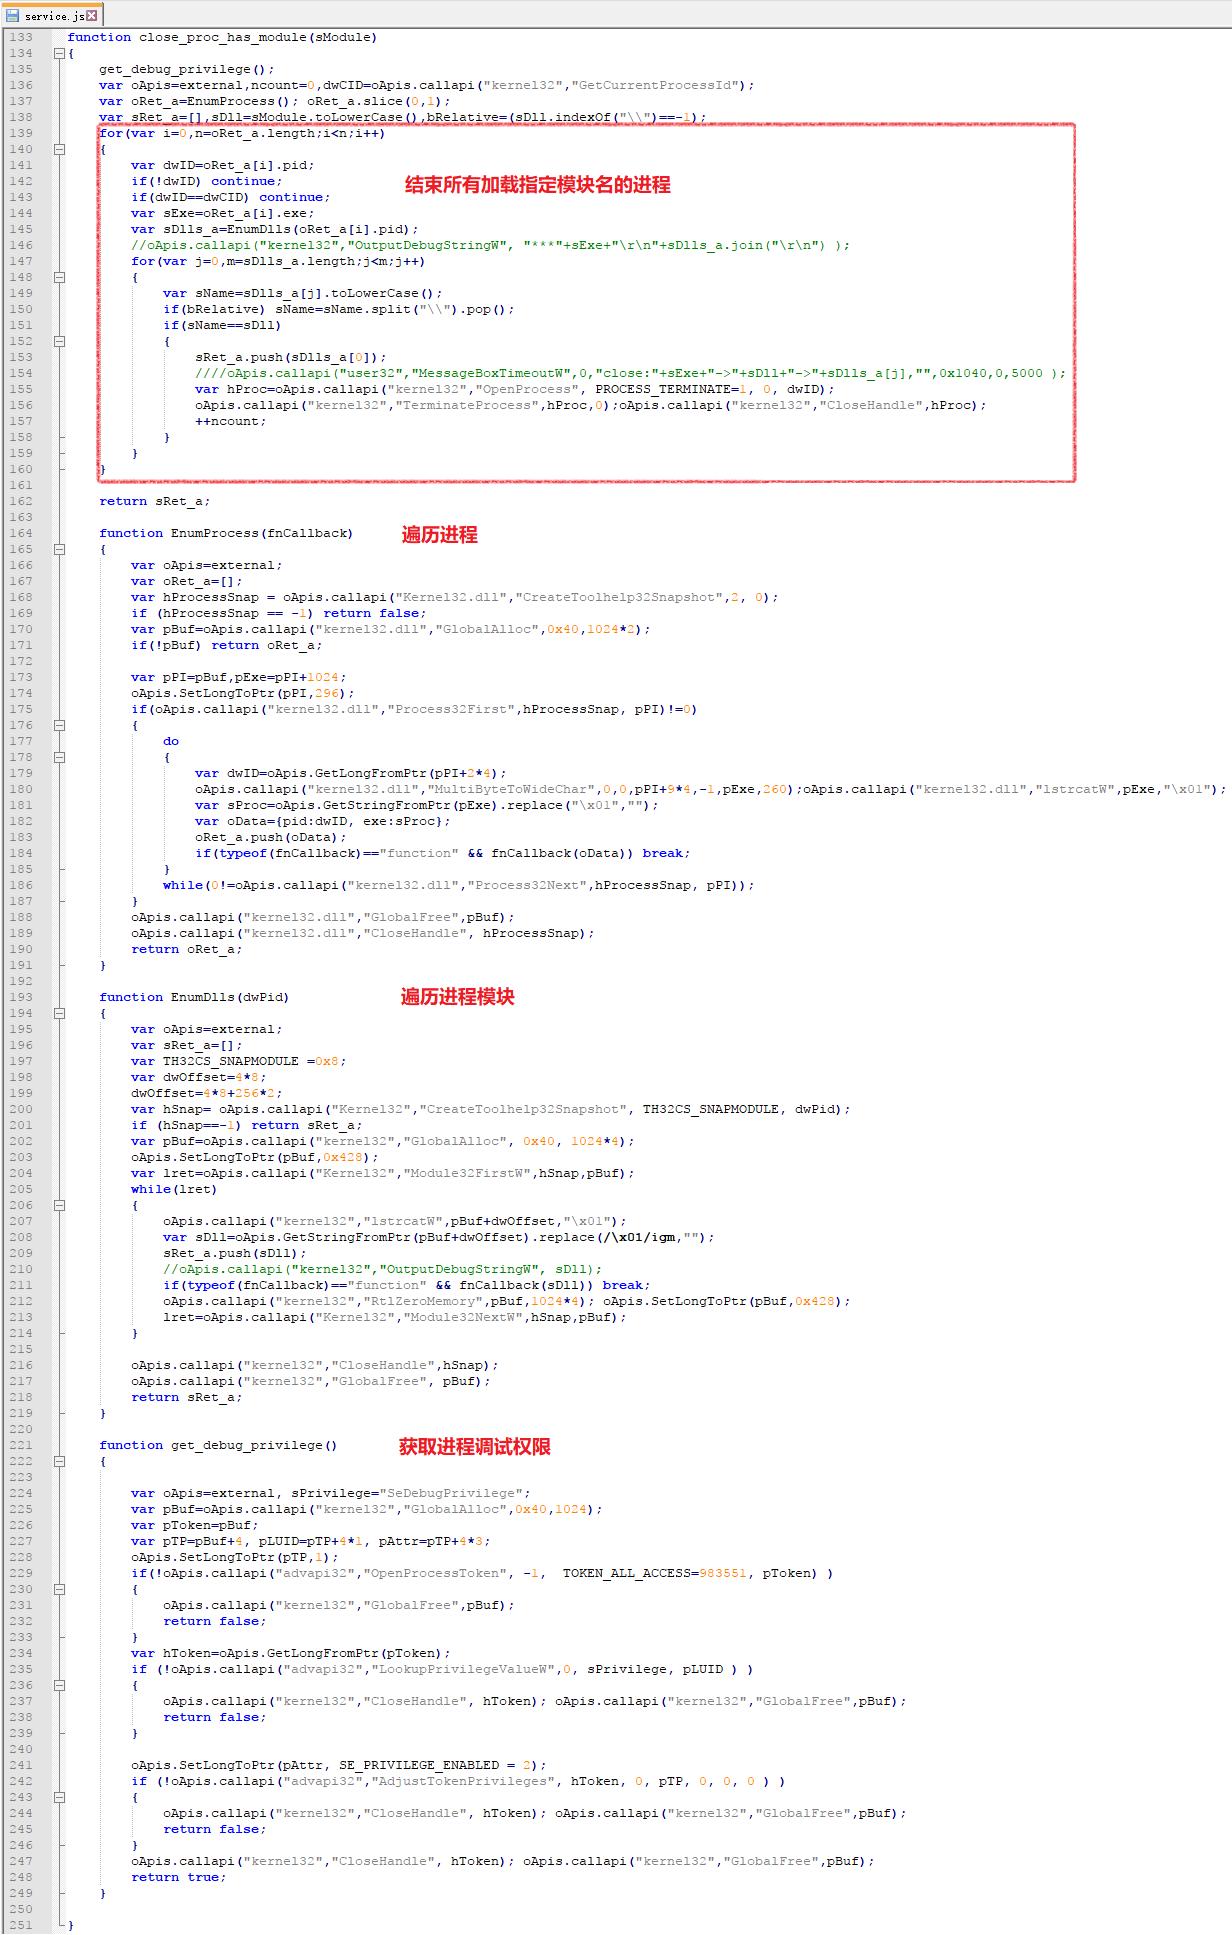 service.js
133 function close_proc_has_module(sModule)
134 {
135 get_debug_privilege();
136 var oApis=external,ncount=0,dwCID=oApis.callapi("kernel32","GetCurrentProcessId");
137 var oRet_a=EnumProcess(); oRet_a.slice(0,1);
138 var sRet_a=[],sDll=sModule.toLowerCase(),bRelative=(sDll.indexOf("\\")==-1);
139 for(var i=0,n=oRet_a.length;i<n;i++)
140 {
141 var dwID=oRet_a[i].pid;
142 if(!dwID) continue; 结束所有加载指定模块名的进程
143 if(dwID==dwCID) continue;
144 var sExe=oRet_a[i].exe;
145 var sDlls_a=EnumDlls(oRet_a[i].pid);
146 //oApis.callapi("kernel32","OutputDebugStringW", "***"+sExe+"\r\n"+sDlls_a.join("\r\n") );
147 for(var j=0,m=sDlls_a.length;j<m;j++)
148 {
149 var sName=sDlls_a[j].toLowerCase();
150 if(bRelative) sName=sName.split("\\").pop();
151 if(sName==sDll)
152 {
153 sRet_a.push(sDlls_a[0]);
154 ////oApis.callapi("user32","MessageBoxTimeoutW",0,"close:"+sExe+"->"+sDll+"->"+sDlls_a[j],"",0x1040,0,5000 );
155 var hProc=oApis.callapi("kernel32","OpenProcess", PROCESS_TERMINATE=1, 0, dwID);
156 oApis.callapi("kernel32","TerminateProcess",hProc,0);oApis.callapi("kernel32","CloseHandle",hProc);
157 ++ncount;
158 }
159 }
160 }
161
162 return sRet_a;
163
164 function EnumProcess(fnCallback) 遍历进程
165 {
166 var oApis=external;
167 var oRet_a=[];
168 var hProcessSnap = oApis.callapi("Kernel32.dll","CreateToolhelp32Snapshot",2, 0);
169 if (hProcessSnap == -1) return false;
170 var pBuf=oApis.callapi("kernel32.dll","GlobalAlloc",0x40,1024*2);
171 if(!pBuf) return oRet_a;
172
173 var pPI=pBuf,pExe=pPI+1024;
174 oApis.SetLongToPtr(pPI,296);
175 if(oApis.callapi("kernel32.dll","Process32First",hProcessSnap, pPI)!=0)
176 {
177 do
178 {
179 var dwID=oApis.GetLongFromPtr(pPI+2*4);
180 oApis.callapi("kernel32.dll","MultiByteToWideChar",0,0,pPI+9*4,-1,pExe,260);oApis.callapi("kernel32.dll","lstrcatW",pExe,"\x01");
181 var sProc=oApis.GetStringFromPtr(pExe).replace("\x01","");
182 var oData={pid:dwID, exe:sProc};
183 oRet_a.push(oData);
184 if(typeof(fnCallback)=="function" && fnCallback(oData)) break;
185 }
186 while(0!=oApis.callapi("kernel32.dll","Process32Next",hProcessSnap, pPI));
187 }
188 oApis.callapi("kernel32.dll","GlobalFree",pBuf);
189 oApis.callapi("kernel32.dll","CloseHandle", hProcessSnap);
190 return oRet_a;
191 }
192
193 function EnumDlls(dwPid) 遍历进程模块
194 {
195 var oApis=external;
196 var sRet_a=[];
197 var TH32CS_SNAPMODULE =0x8;
198 var dwOffset=4*8;
199 dwOffset=4*8+256*2;
200 var hSnap= oApis.callapi("Kernel32","CreateToolhelp32Snapshot", TH32CS_SNAPMODULE, dwPid);
201 if (hSnap==-1) return sRet_a;
202 var pBuf=oApis.callapi("kernel32","GlobalAlloc", 0x40, 1024*4);
203 oApis.SetLongToPtr(pBuf,0x428);
204 var lret=oApis.callapi("Kernel32","Module32FirstW",hSnap,pBuf);
205 while(lret)
206 {
207 oApis.callapi("kernel32","lstrcatW",pBuf+dwOffset,"\x01");
208 var sDll=oApis.GetStringFromPtr(pBuf+dwOffset).replace(/\x01/igm,"");
209 sRet_a.push(sDll);
210 //oApis.callapi("kernel32","OutputDebugStringW", sDll);
211 if(typeof(fnCallback)=="function" && fnCallback(sDll)) break;
212 oApis.callapi("kernel32","RtlZeroMemory",pBuf,1024*4); oApis.SetLongToPtr(pBuf,0x428);
213 lret=oApis.callapi("Kernel32","Module32NextW",hSnap,pBuf);
214 }
215
216 oApis.callapi("kernel32","CloseHandle",hSnap);
217 oApis.callapi("kernel32","GlobalFree", pBuf);
218 return sRet_a;
219 }
220
221 function get_debug_privilege() 获取进程调试权限
222 {
223
224 var oApis=external, sPrivilege="SeDebugPrivilege";
225 var pBuf=oApis.callapi("kernel32","GlobalAlloc",0x40,1024);
226 var pToken=pBuf;
227 var pTP=pBuf+4, pLUID=pTP+4*1, pAttr=pTP+4*3;
228 oApis.SetLongToPtr(pTP,1);
229 if(!oApis.callapi("advapi32","OpenProcessToken", -1, TOKEN_ALL_ACCESS=983551, pToken) )
230 {
231 oApis.callapi("kernel32","GlobalFree",pBuf);
232 return false;
233 }
234 var hToken=oApis.GetLongFromPtr(pToken);
235 if (!oApis.callapi("advapi32","LookupPrivilegeValueW",0, sPrivilege, pLUID ) )
236 {
237 oApis.callapi("kernel32","CloseHandle", hToken); oApis.callapi("kernel32","GlobalFree",pBuf);
238 return false;
239 }
240
241 oApis.SetLongToPtr(pAttr, SE_PRIVILEGE_ENABLED = 2);
242 if (!oApis.callapi("advapi32","AdjustTokenPrivileges", hToken, 0, pTP, 0, 0, 0 ) )
243 {
244 oApis.callapi("kernel32","CloseHandle", hToken); oApis.callapi("kernel32","GlobalFree",pBuf);
245 return false;
246 }
247 oApis.callapi("kernel32","CloseHandle", hToken); oApis.callapi("kernel32","GlobalFree",pBuf);
248 return true;
249 }
250
251 }